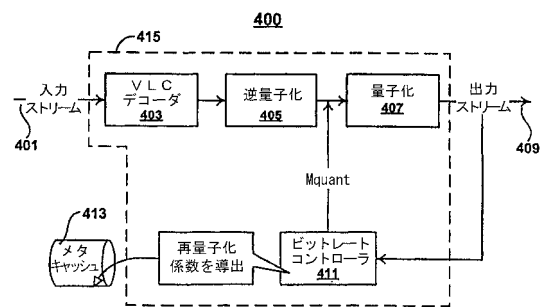 400
415
入力
ストリーム
401
VLC
デコーダ
403
逆量子化
405
量子化
407
出力
ストリーム
409
Mquant
413
メタ
キャッシュ
再量子化
係数を導出
ビットレート
コントローラ
411